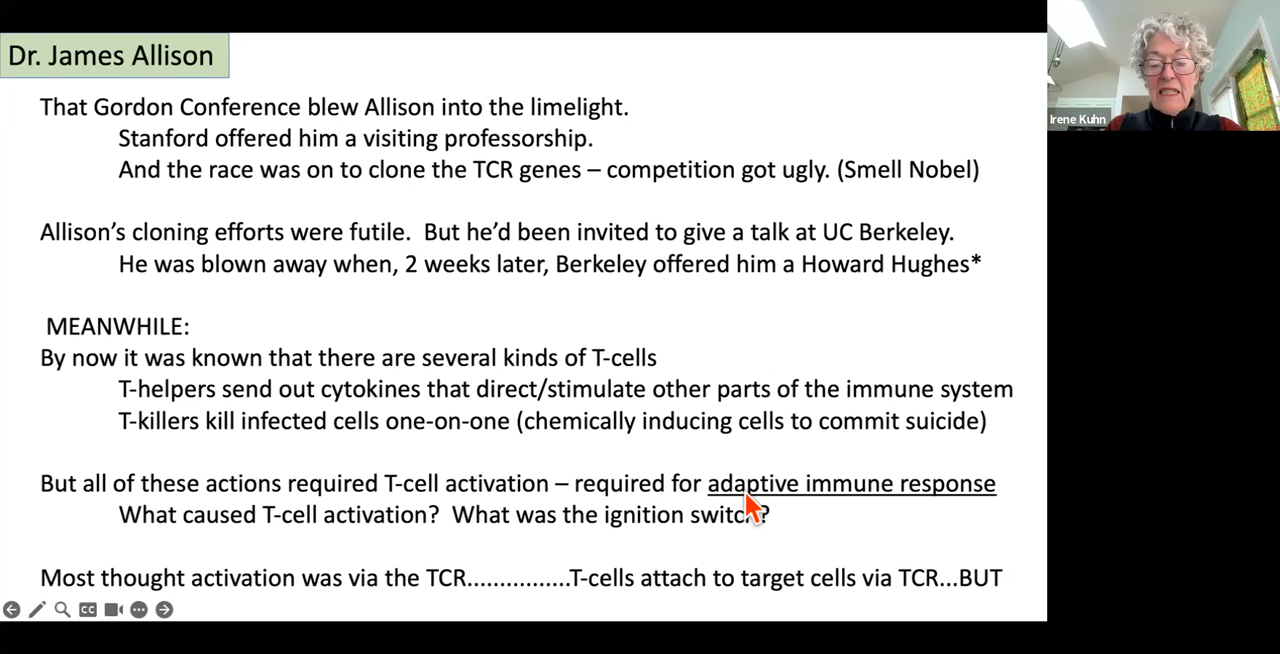 Dr. James Allison
Irene Kuhn
That Gordon Conference blew Allison into the limelight.
Stanford offered him a visiting professorship.
And the race was on to clone the TCR genes – competition got ugly. (Smell Nobel)
Allison's cloning efforts were futile. But he'd been invited to give a talk at UC Berkeley.
He was blown away when, 2 weeks later, Berkeley offered him a Howard Hughes*
MEANWHILE:
By now it was known that there are several kinds of T-cells
T-helpers send out cytokines that direct/stimulate other parts of the immune system
T-killers kill infected cells one-on-one (chemically inducing cells to commit suicide)
But all of these actions required T-cell activation – required for adaptive immune response
What caused T-cell activation? What was the ignition switch?
Most thought activation was via the TCR................T-cells attach to target cells via TCR...BUT
CC